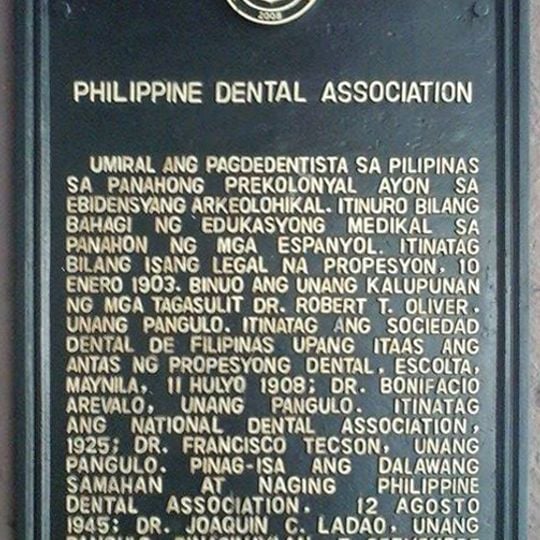 2008
PHILIPPINE DENTAL ASSOCIATION
UMIRAL ANG PAGDEDENTISTA SA PILIPINAS
SA PANAHONG PREKOLONYAL AYON SA
EBIDENSYANG ARKEOLOHIKAL. ITINURO BILANG
BAHAGI NG EDUKASYONG MEDIKAL SA
PANAHON NG MGA ESPANYOL. ITINATAG
BILANG ISANG LEGAL NA PROPESYON, 10
ENERO 1903. BINUO ANG UNANG KALUPUNAN
NG MGA TAGASULIT DR. ROBERT T. OLIVER.
UNANG PANGULO. ITINATAG ANG SOCIEDAD
DENTAL DE FILIPINAS UPANG ITAAS ANG
ANTAS NG PROPESYONG DENTAL, ESCOLTA,
MAYNILA, 11 HULYO 1908; DR. BONIFACIO
AREVALO, UNANG PANGULO. ITINATAG
ANG NATIONAL DENTAL ASSOCIATION,
1925; DR. FRANCISCO TECSON, UNANG
PANGULO. PINAG-ISA ANG DALAWANG
SAMAHAN AT NAGING PHILIPPINE
DENTAL ASSOCIATION, 12 AGOSTO
1945; DR. JOAQUIN C. LADAO, UNANG